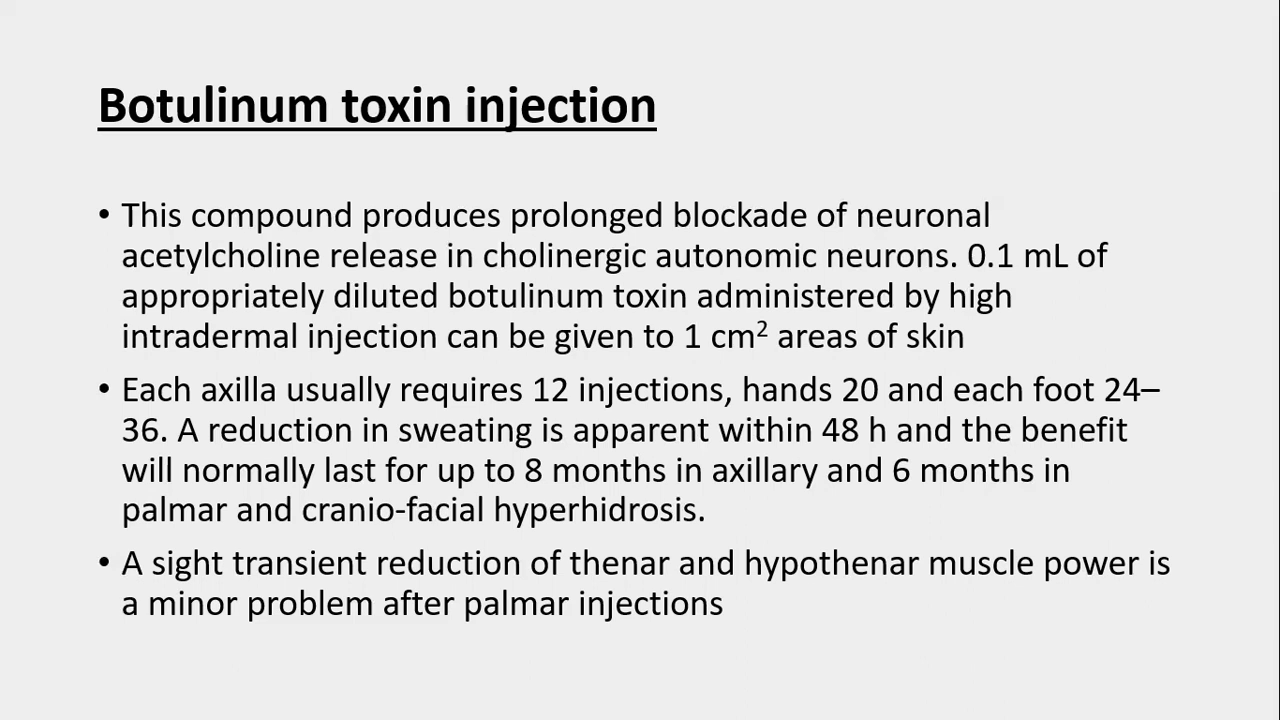 Botulinum toxin injection
• This compound produces prolonged blockade of neuronal
acetylcholine release in cholinergic autonomic neurons. 0.1 mL of
appropriately diluted botulinum toxin administered by high
intradermal injection can be given to 1 cm² areas of skin
• Each axilla usually requires 12 injections, hands 20 and each foot 24–
36. A reduction in sweating is apparent within 48 h and the benefit
will normally last for up to 8 months in axillary and 6 months in
palmar and cranio-facial hyperhidrosis.
• A sight transient reduction of thenar and hypothenar muscle power is
a minor problem after palmar injections